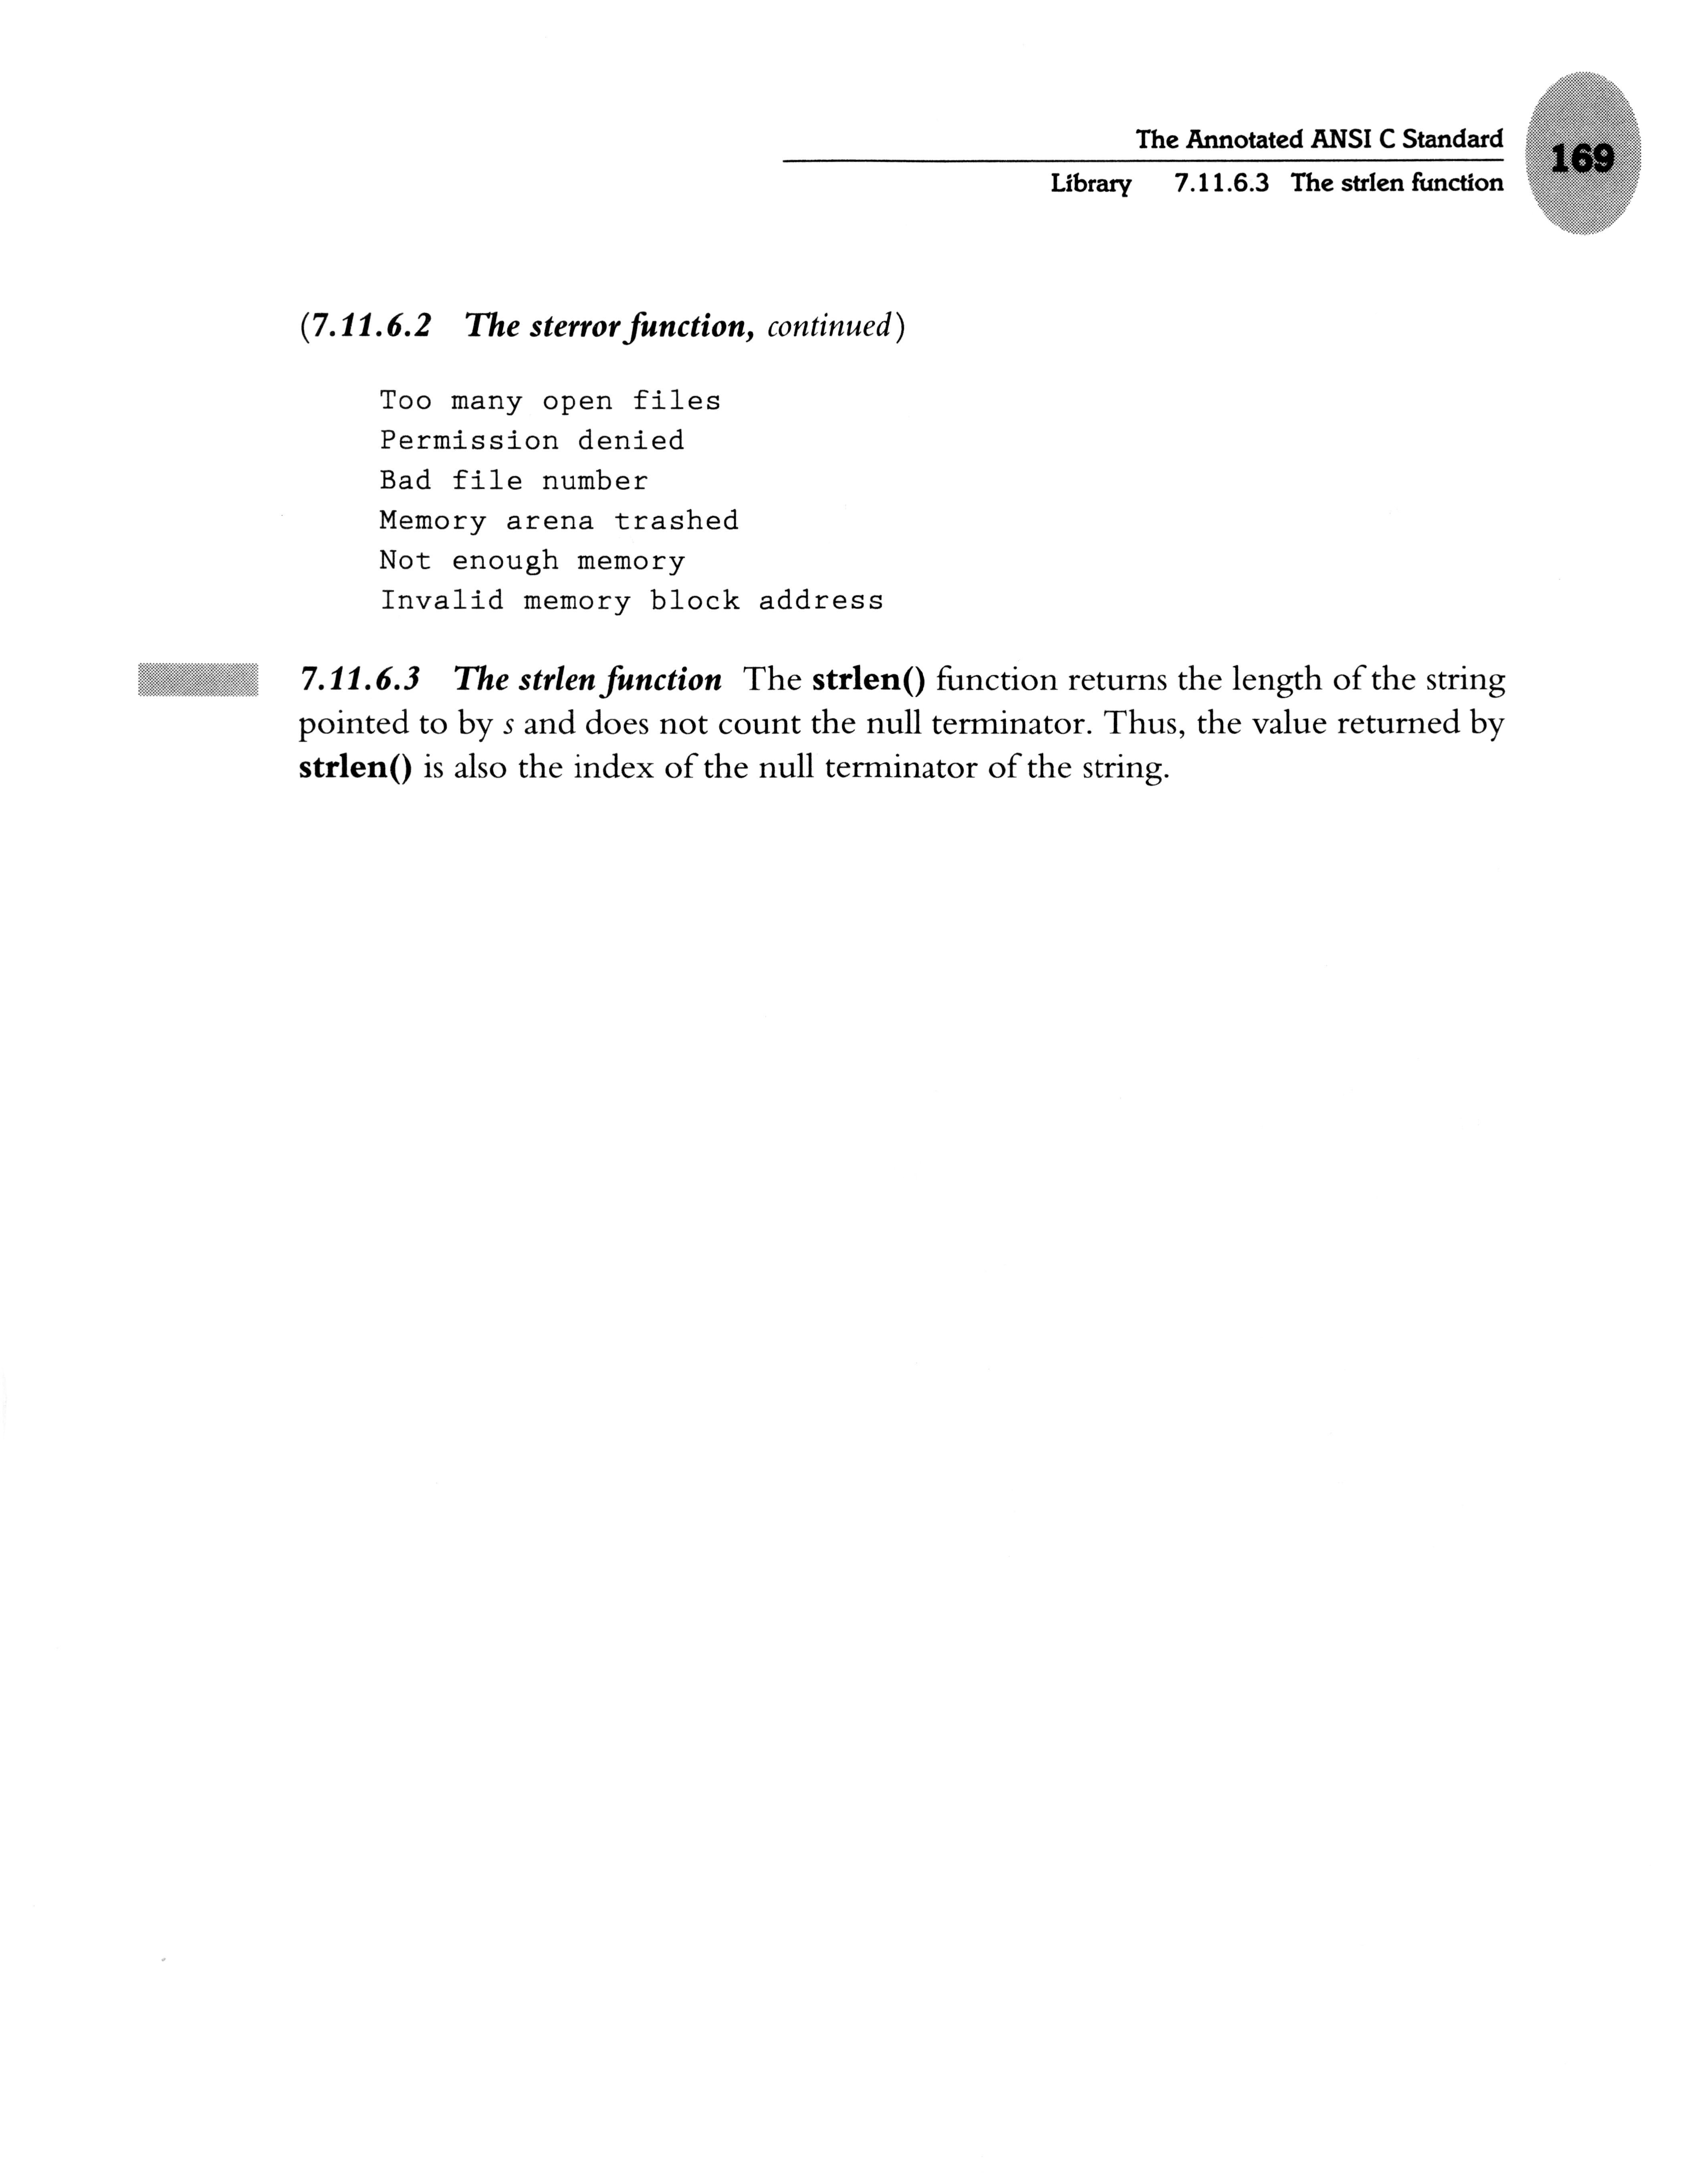 The Annotated ANSI C Standard
169
Library 7.11.6.3 The strlen function
(7.11.6.2 The sterror function, continued)
Too many open files
Permission denied
Bad file number
Memory arena trashed
Not enough memory
Invalid memory block address
7.11.6.3 The strlen function The strlen() function returns the length of the string
pointed to by s and does not count the null terminator. Thus, the value returned by
strlen() is also the index of the null terminator of the string.